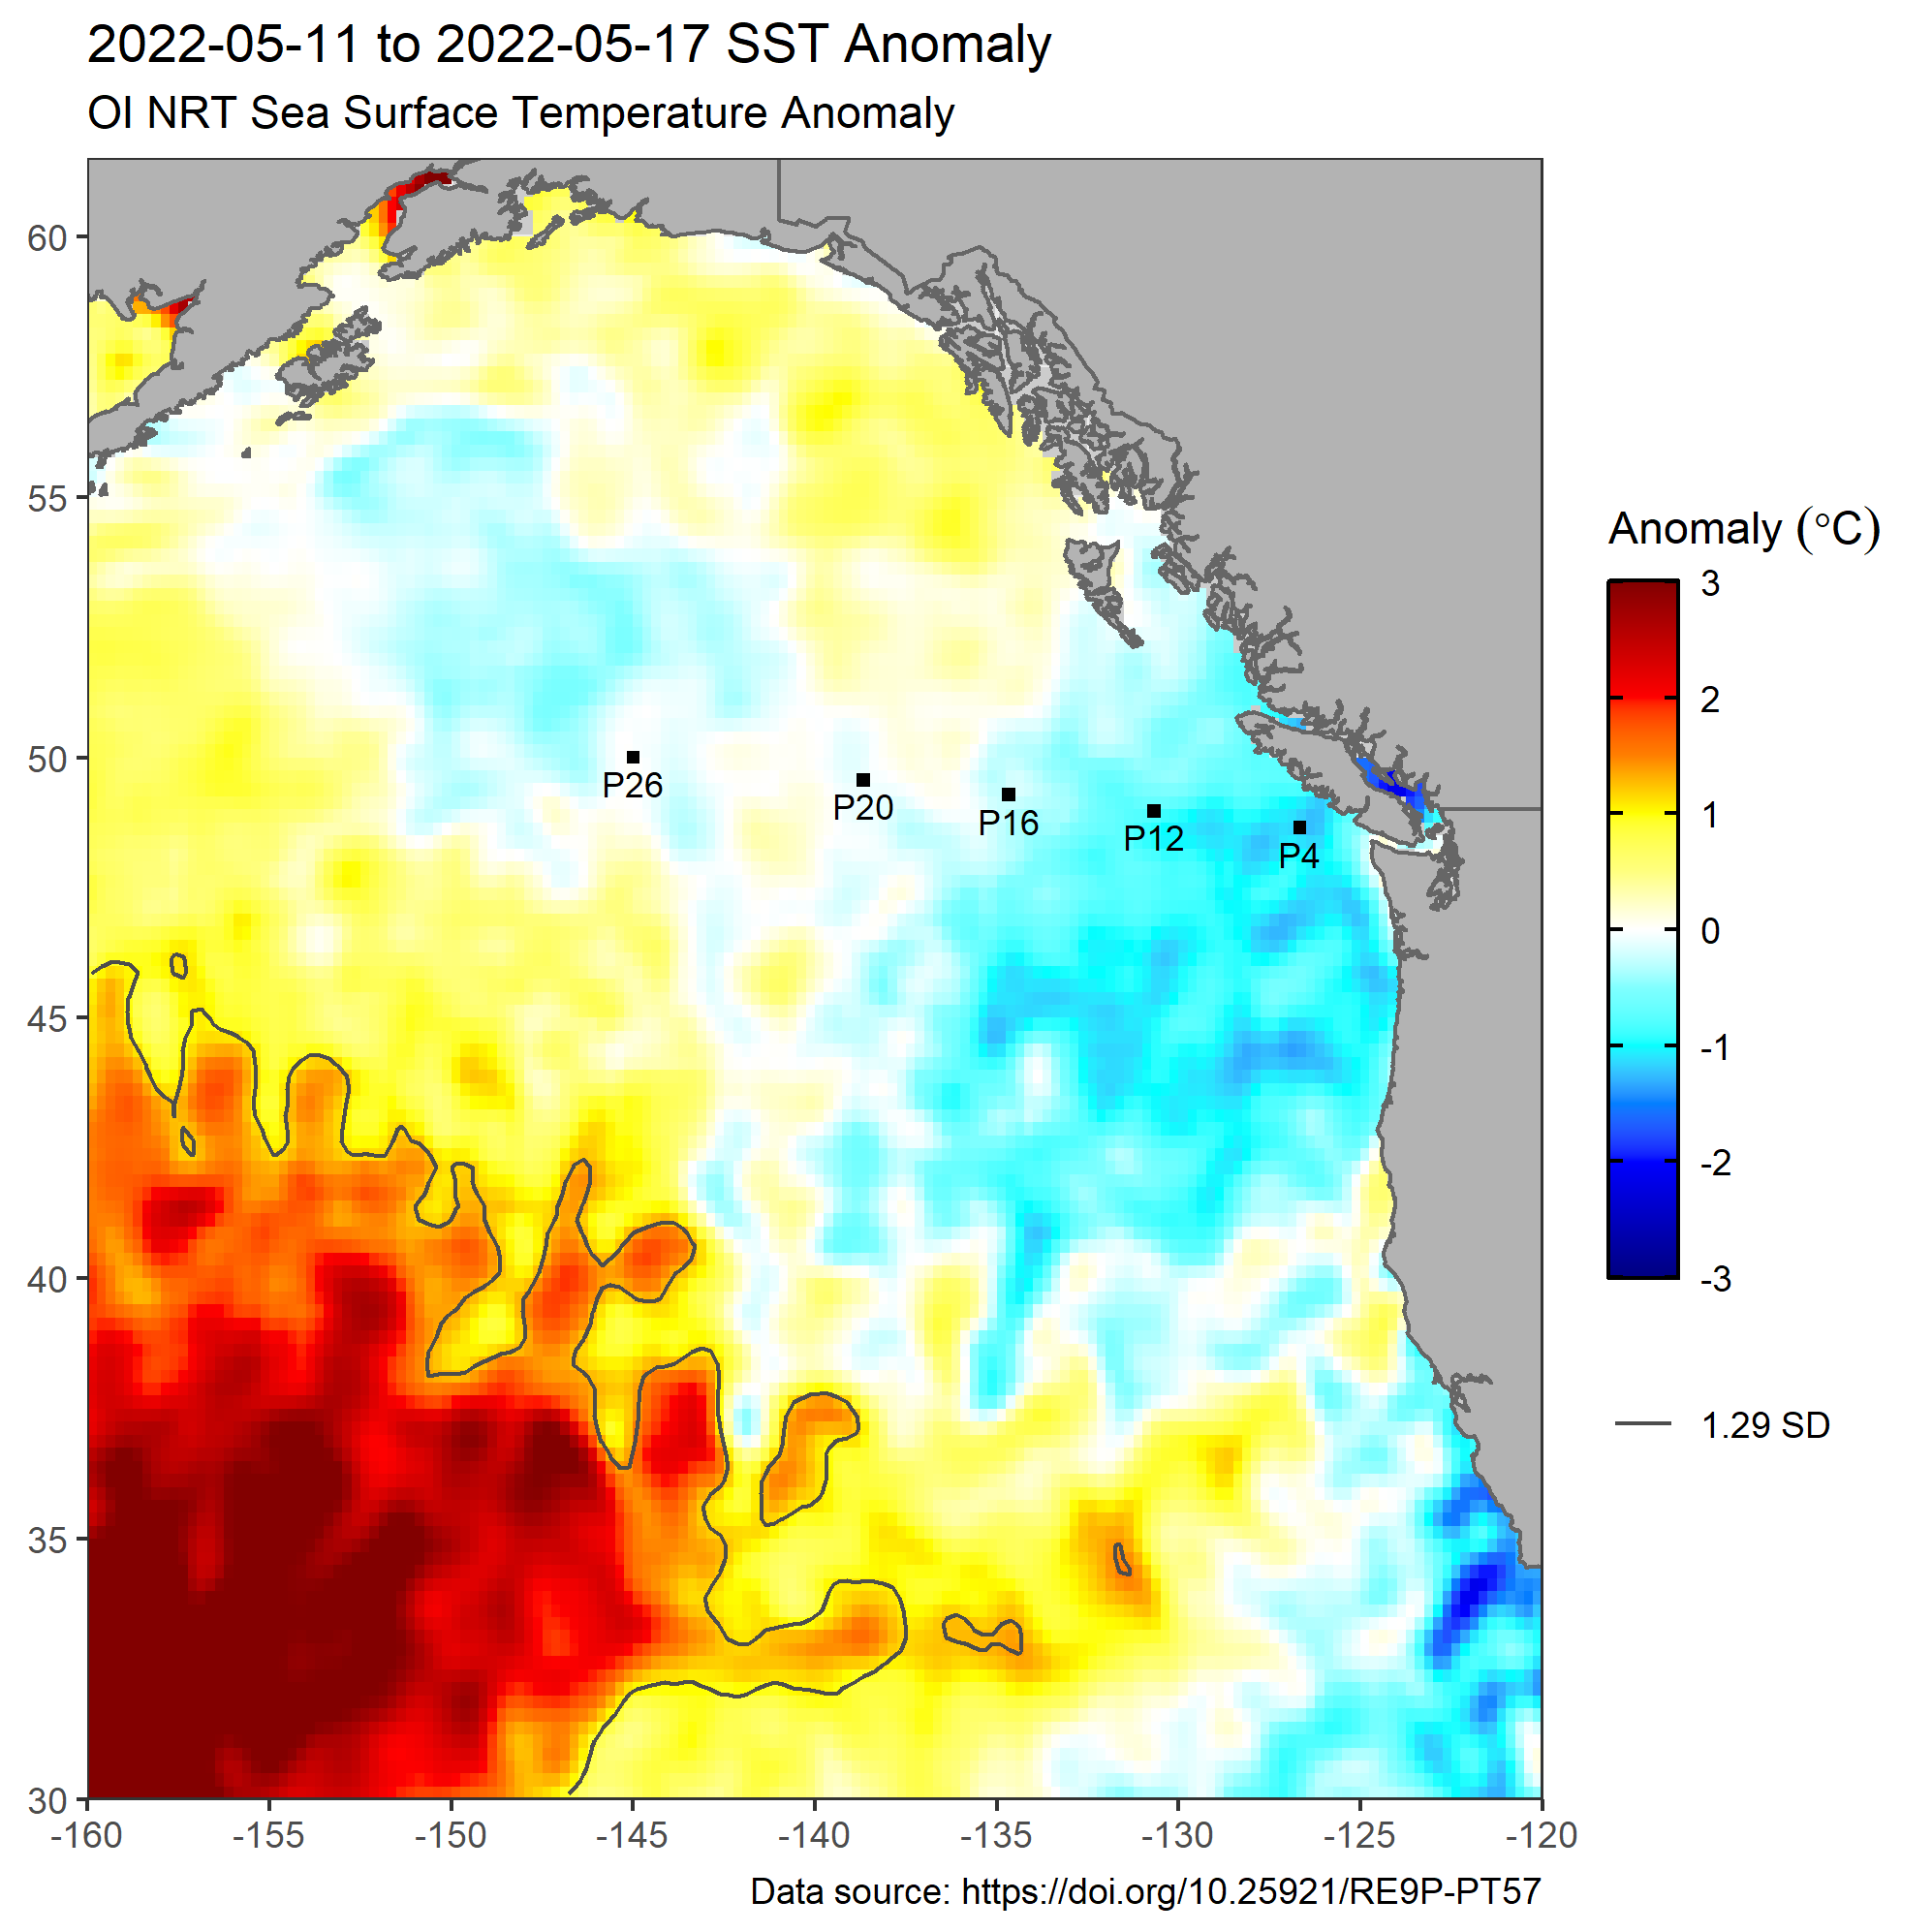 2022-05-11 to 2022-05-17 SST Anomaly
OI NRT Sea Surface Temperature Anomaly
60
55
50
45
40
35
30
-160
-155
-150
-145
-140
-135
-130
-125
-120
P26
P20
P16
P12
P4
Anomaly (°C)
3
2
1
0
-1
-2
-3
1.29 SD
Data source: https://doi.org/10.25921/RE9P-PT57